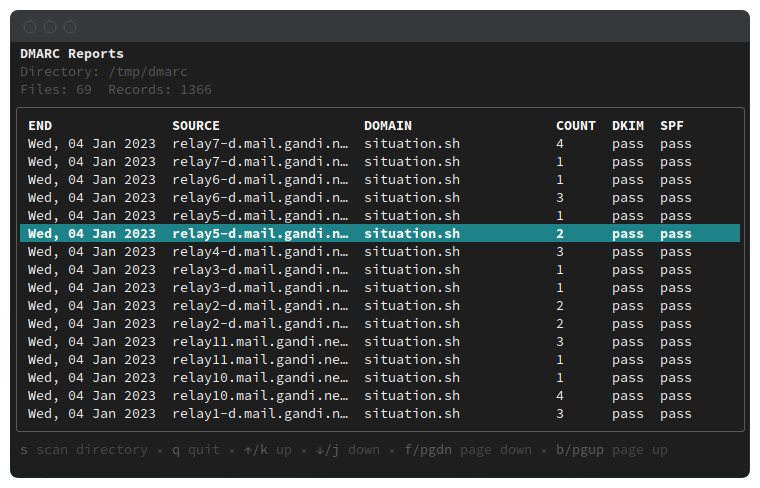 DMARC Reports
Directory: /tmp/dmarc
Files: 69  Records: 1366
END SOURCE DOMAIN COUNT DKIM SPF
Wed, 04 Jan 2023 relay7-d.mail.gandi.n… situation.sh 4 pass pass
Wed, 04 Jan 2023 relay7-d.mail.gandi.n… situation.sh 1 pass pass
Wed, 04 Jan 2023 relay6-d.mail.gandi.n… situation.sh 1 pass pass
Wed, 04 Jan 2023 relay6-d.mail.gandi.n… situation.sh 3 pass pass
Wed, 04 Jan 2023 relay5-d.mail.gandi.n… situation.sh 1 pass pass
Wed, 04 Jan 2023 relay5-d.mail.gandi.n… situation.sh 2 pass pass
Wed, 04 Jan 2023 relay4-d.mail.gandi.n… situation.sh 3 pass pass
Wed, 04 Jan 2023 relay3-d.mail.gandi.n… situation.sh 1 pass pass
Wed, 04 Jan 2023 relay3-d.mail.gandi.n… situation.sh 1 pass pass
Wed, 04 Jan 2023 relay2-d.mail.gandi.n… situation.sh 2 pass pass
Wed, 04 Jan 2023 relay2-d.mail.gandi.n… situation.sh 2 pass pass
Wed, 04 Jan 2023 relay11.mail.gandi.ne… situation.sh 3 pass pass
Wed, 04 Jan 2023 relay11.mail.gandi.ne… situation.sh 1 pass pass
Wed, 04 Jan 2023 relay10.mail.gandi.ne… situation.sh 1 pass pass
Wed, 04 Jan 2023 relay10.mail.gandi.ne… situation.sh 4 pass pass
Wed, 04 Jan 2023 relay1-d.mail.gandi.n… situation.sh 3 pass pass
s scan directory • q quit • ↑/k up • ↓/j down • f/pgdn page down • b/pgup page up